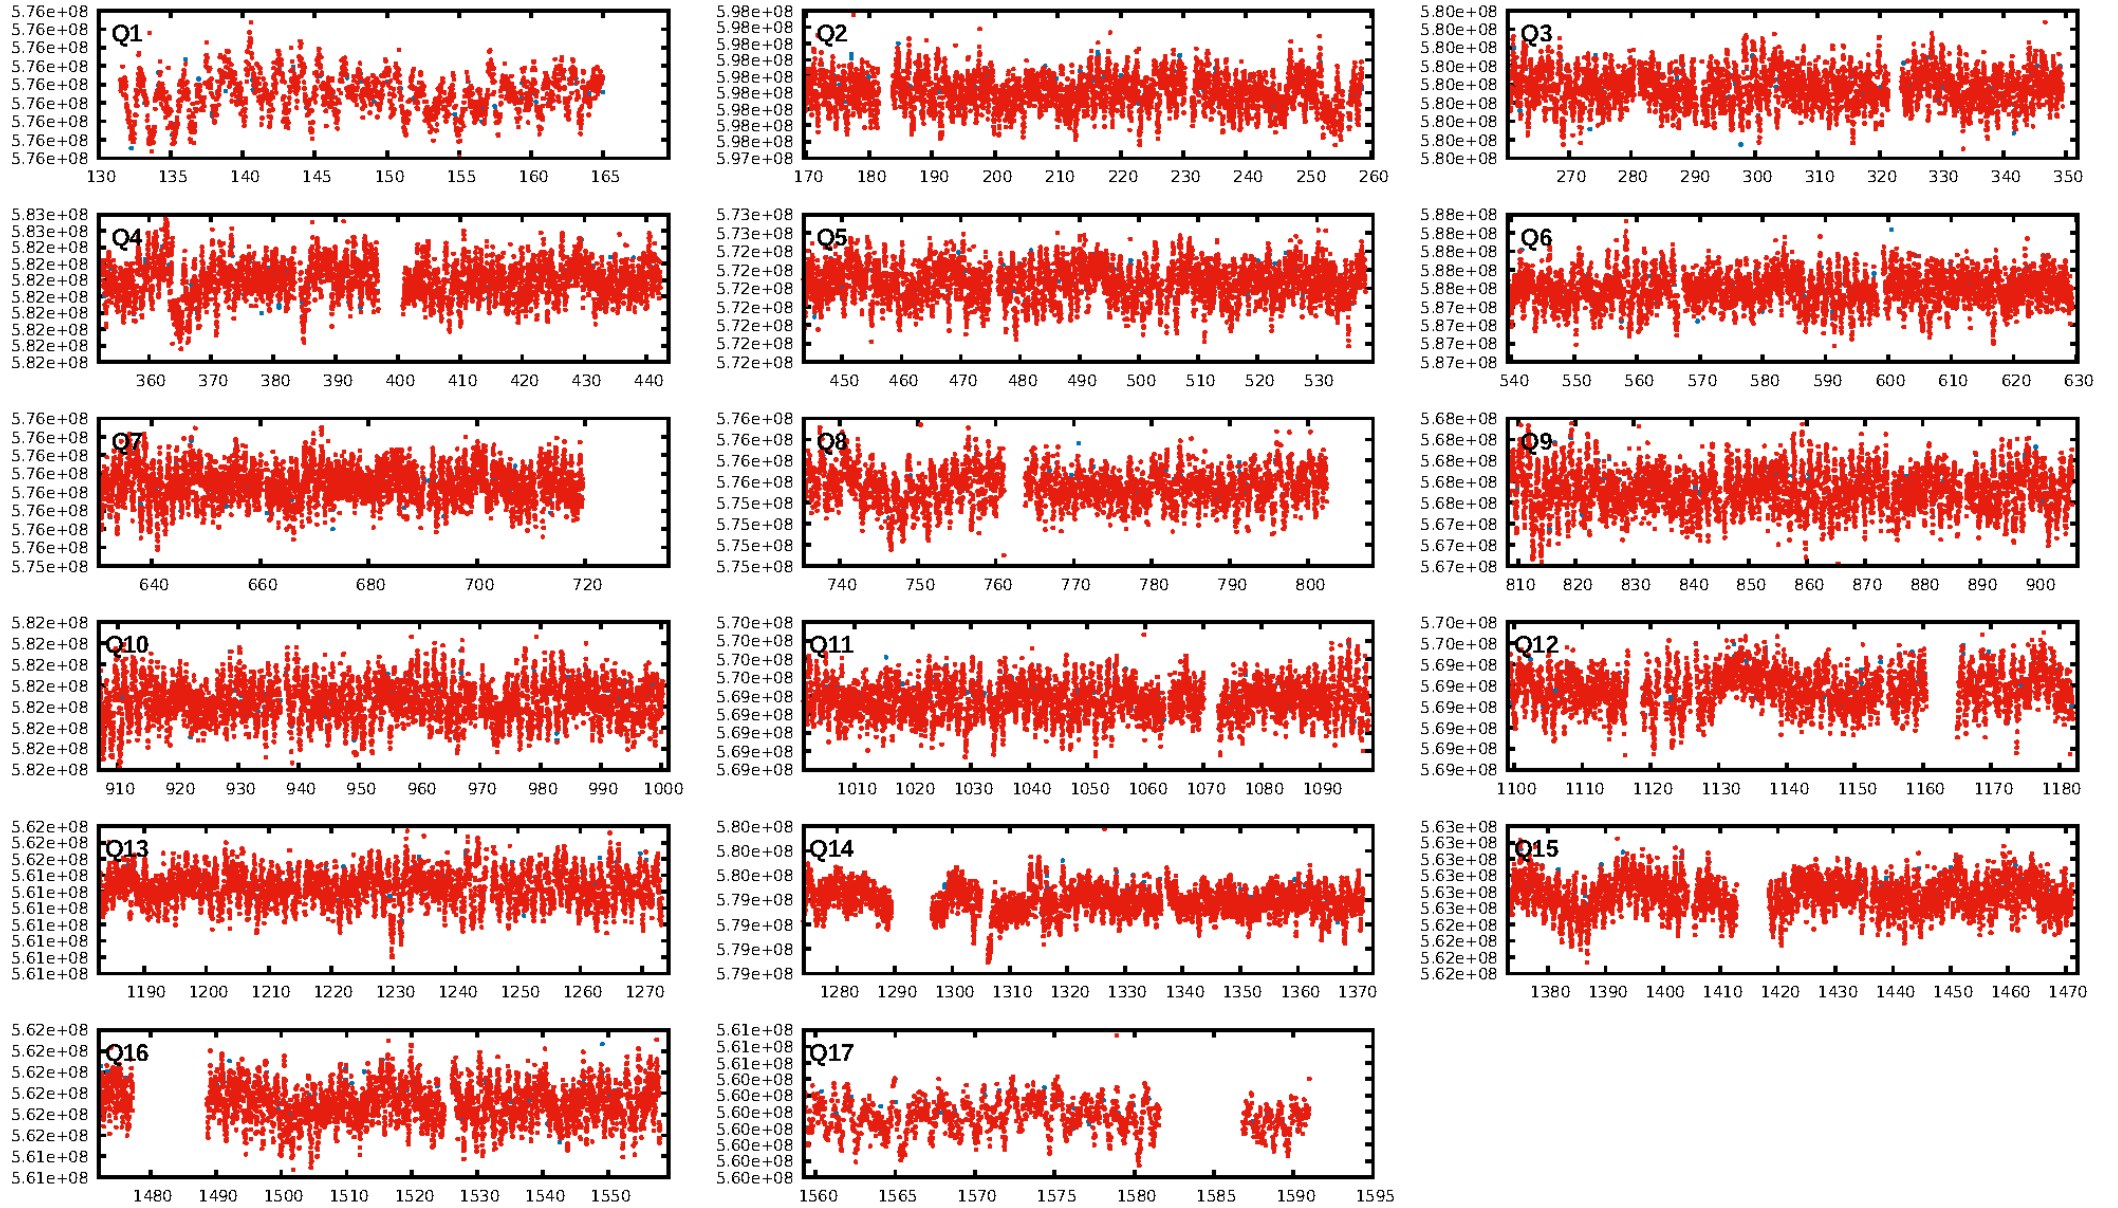 5.76e+08
5.76e+08
5.76e+08
5.76e+08
5.76e+08
5.76e+08
5.76e+08
5.76e+08
5.76e+08
Q1
130 135 140 145 150 155 160 165
5.98e+08
5.98e+08
5.98e+08
5.98e+08
5.98e+08
5.98e+08
5.98e+08
5.98e+08
5.98e+08
5.97e+08
Q2
170 180 190 200 210 220 230 240 250 260
5.80e+08
5.80e+08
5.80e+08
5.80e+08
5.80e+08
5.80e+08
5.80e+08
5.80e+08
5.80e+08
Q3
270 280 290 300 310 320 330 340 350
5.83e+08
5.83e+08
5.82e+08
5.82e+08
5.82e+08
5.82e+08
5.82e+08
5.82e+08
5.82e+08
5.82e+08
Q4
360 370 380 390 400 410 420 430 440
5.73e+08
5.73e+08
5.72e+08
5.72e+08
5.72e+08
5.72e+08
5.72e+08
5.72e+08
5.72e+08
Q5
450 460 470 480 490 500 510 520 530
5.88e+08
5.88e+08
5.88e+08
5.88e+08
5.88e+08
5.87e+08
5.87e+08
5.87e+08
5.87e+08
Q6
540 550 560 570 580 590 600 610 620 630
5.76e+08
5.76e+08
5.76e+08
5.76e+08
5.76e+08
5.76e+08
5.76e+08
5.76e+08
5.75e+08
Q7
640 660 680 700 720
5.76e+08
5.76e+08
5.76e+08
5.76e+08
5.75e+08
5.75e+08
5.75e+08
5.75e+08
Q8
740 750 760 770 780 790 800
5.68e+08
5.68e+08
5.68e+08
5.68e+08
5.68e+08
5.67e+08
5.67e+08
5.67e+08
Q9
810 820 830 840 850 860 870 880 890 900
5.82e+08
5.82e+08
5.82e+08
5.82e+08
5.82e+08
5.82e+08
5.82e+08
5.82e+08
Q10
910 920 930 940 950 960 970 980 990 1000
5.70e+08
5.70e+08
5.70e+08
5.70e+08
5.69e+08
5.69e+08
5.69e+08
5.69e+08
5.69e+08
Q11
1010 1020 1030 1040 1050 1060 1070 1080 1090
5.70e+08
5.70e+08
5.69e+08
5.69e+08
5.69e+08
5.69e+08
5.69e+08
5.69e+08
Q12
1100 1110 1120 1130 1140 1150 1160 1170 1180
5.62e+08
5.62e+08
5.62e+08
5.61e+08
5.61e+08
5.61e+08
5.61e+08
5.61e+08
5.61e+08
5.61e+08
Q13
1190 1200 1210 1220 1230 1240 1250 1260 1270
5.80e+08
5.80e+08
5.80e+08
5.79e+08
5.79e+08
5.79e+08
5.79e+08
Q14
1280 1290 1300 1310 1320 1330 1340 1350 1360 1370
5.63e+08
5.63e+08
5.63e+08
5.63e+08
5.63e+08
5.63e+08
5.62e+08
5.62e+08
5.62e+08
5.62e+08
Q15
1380 1390 1400 1410 1420 1430 1440 1450 1460 1470
5.62e+08
5.62e+08
5.62e+08
5.62e+08
5.62e+08
5.62e+08
5.61e+08
5.61e+08
Q16
1480 1490 1500 1510 1520 1530 1540 1550
5.61e+08
5.61e+08
5.61e+08
5.60e+08
5.60e+08
5.60e+08
5.60e+08
5.60e+08
5.60e+08
5.60e+08
Q17
1560 1565 1570 1575 1580 1585 1590 1595